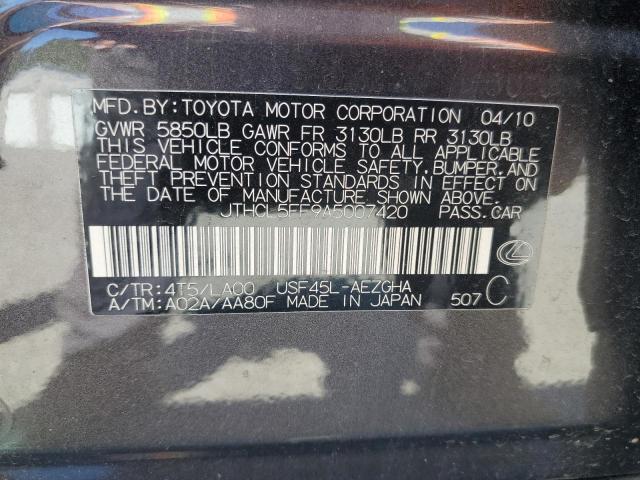 MFD. BY: TOYOTA MOTOR CORPORATION 04/10
GVWR 5850LB GAWR FR 3130LB RR 3130LB
THIS VEHICLE CONFORMS TO ALL APPLICABLE
FEDERAL MOTOR VEHICLE SAFETY, BUMPER, AND
THEFT PREVENTION STANDARDS IN EFFECT ON THE
DATE OF MANUFACTURE SHOWN ABOVE.
JTHCL5EF9A5007420 PASS. CAR
C/TR: 4T5/LA00 USF45L-AEZGHA
A/TM: A02A/AA80F MADE IN JAPAN 507 C